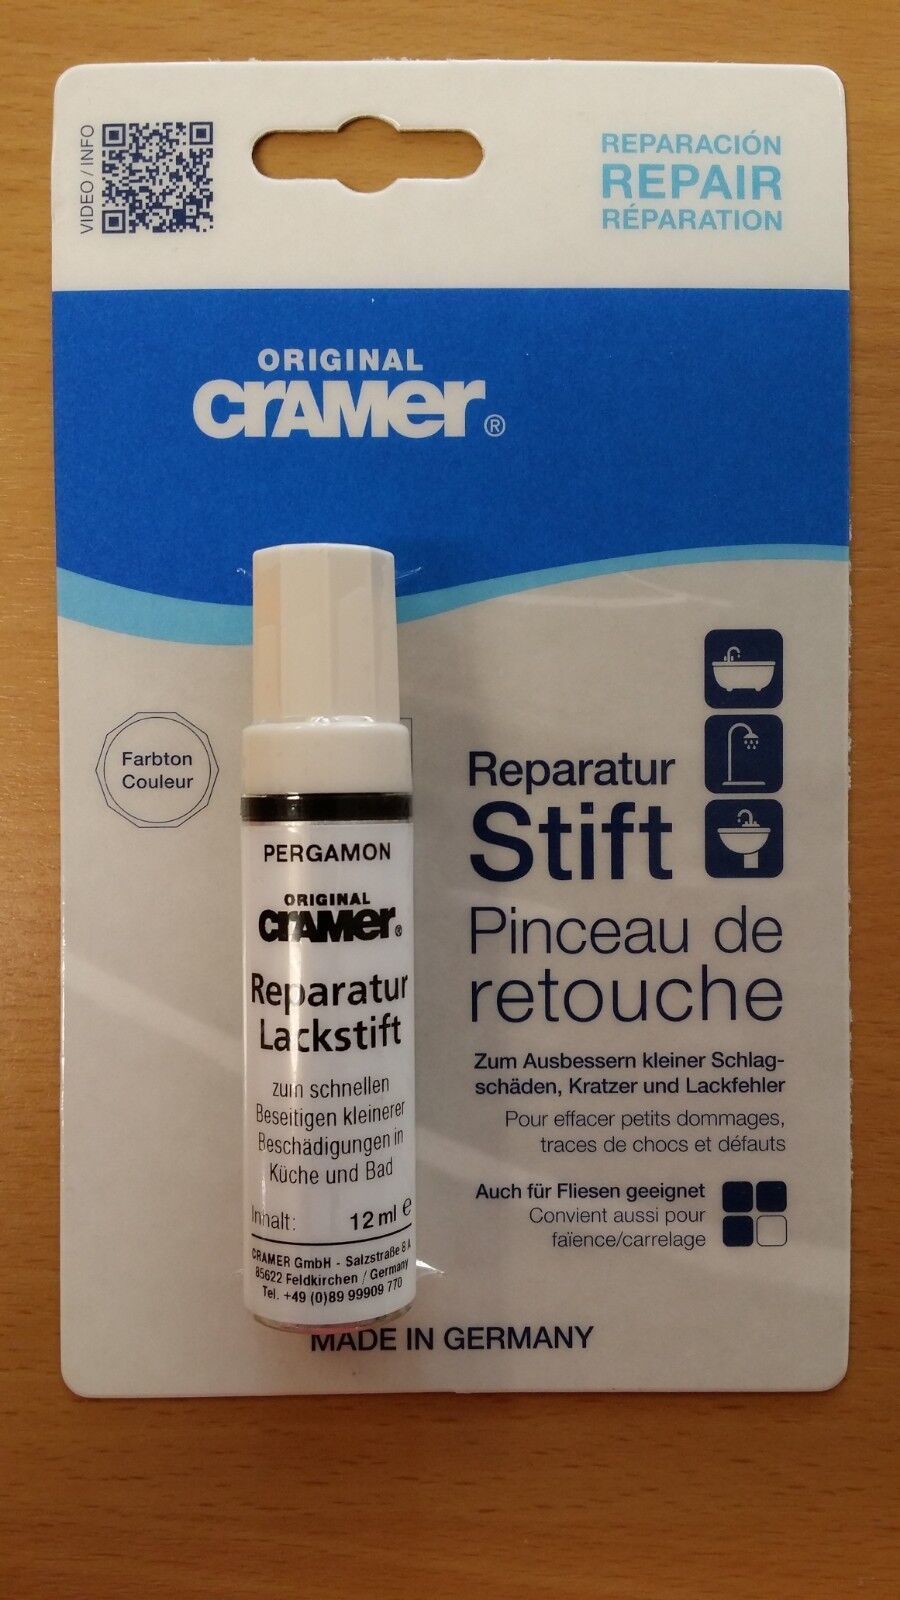 VIDEO / INFO
REPARACIÓN
REPAIR
RÉPARATION
ORIGINAL
CRAMER®
Farbton
Couleur
PERGAMON
ORIGINAL
CRAMER®
Reparatur
Lackstift
zum schnellen
Beseitigen kleinerer
Beschädigungen in
Küche und Bad
Inhalt: 12 ml e
CRAMER GmbH - Salzstraße 8 A
85622 Feldkirchen / Germany
Tel. +49 (0)89 99909 770
Reparatur
Stift
Pinceau de
retouche
Zum Ausbessern kleiner Schlag-
schäden, Kratzer und Lackfehler
Pour effacer petits dommages,
traces de chocs et défauts
Auch für Fliesen geeignet
Convient aussi pour
faïence/carrelage
MADE IN GERMANY